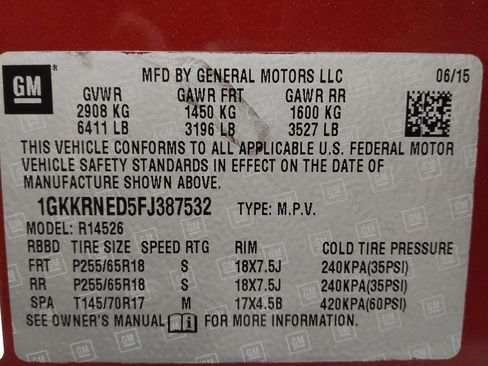 GM
MFD BY GENERAL MOTORS LLC 06/15
GVWR GAWR FRT GAWR RR
2908 KG 1450 KG 1600 KG
6411 LB 3196 LB 3527 LB
THIS VEHICLE CONFORMS TO ALL APPLICABLE U.S. FEDERAL MOTOR
VEHICLE SAFETY STANDARDS IN EFFECT ON THE DATE OF
MANUFACTURE SHOWN ABOVE.
1GKKRNED5FJ387532 TYPE: M.P.V.
MODEL: R14526
RBBD TIRE SIZE SPEED RTG RIM COLD TIRE PRESSURE
FRT P255/65R18 S 18X7.5J 240KPA(35PSI)
RR P255/65R18 S 18X7.5J 240KPA(35PSI)
SPA T145/70R17 M 17X4.5B 420KPA(60PSI)
SEE OWNER'S MANUAL FOR MORE INFORMATION.